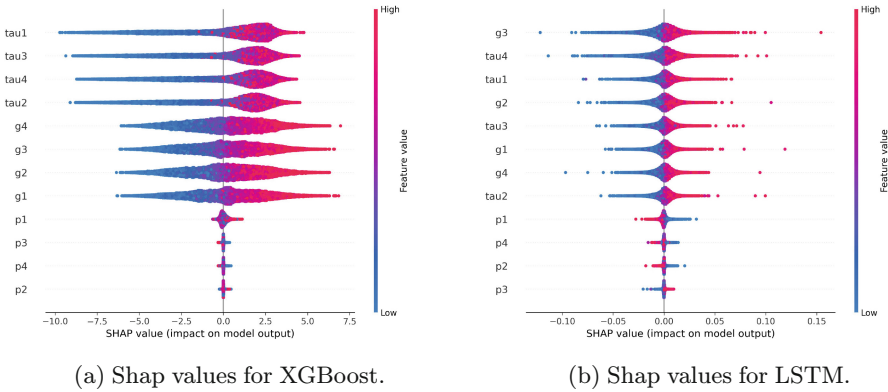 High
tau1
tau3
tau4
tau2
g4
g3
g2
g1
p1
p3
p4
p2
Feature value
Low
−10.0 −7.5 −5.0 −2.5 0.0 2.5 5.0 7.5
SHAP value (impact on model output)
(a) Shap values for XGBoost.
High
g3
tau4
tau1
g2
tau3
g1
g4
tau2
p1
p4
p2
p3
Feature value
Low
−0.10 −0.05 0.00 0.05 0.10 0.15
SHAP value (impact on model output)
(b) Shap values for LSTM.